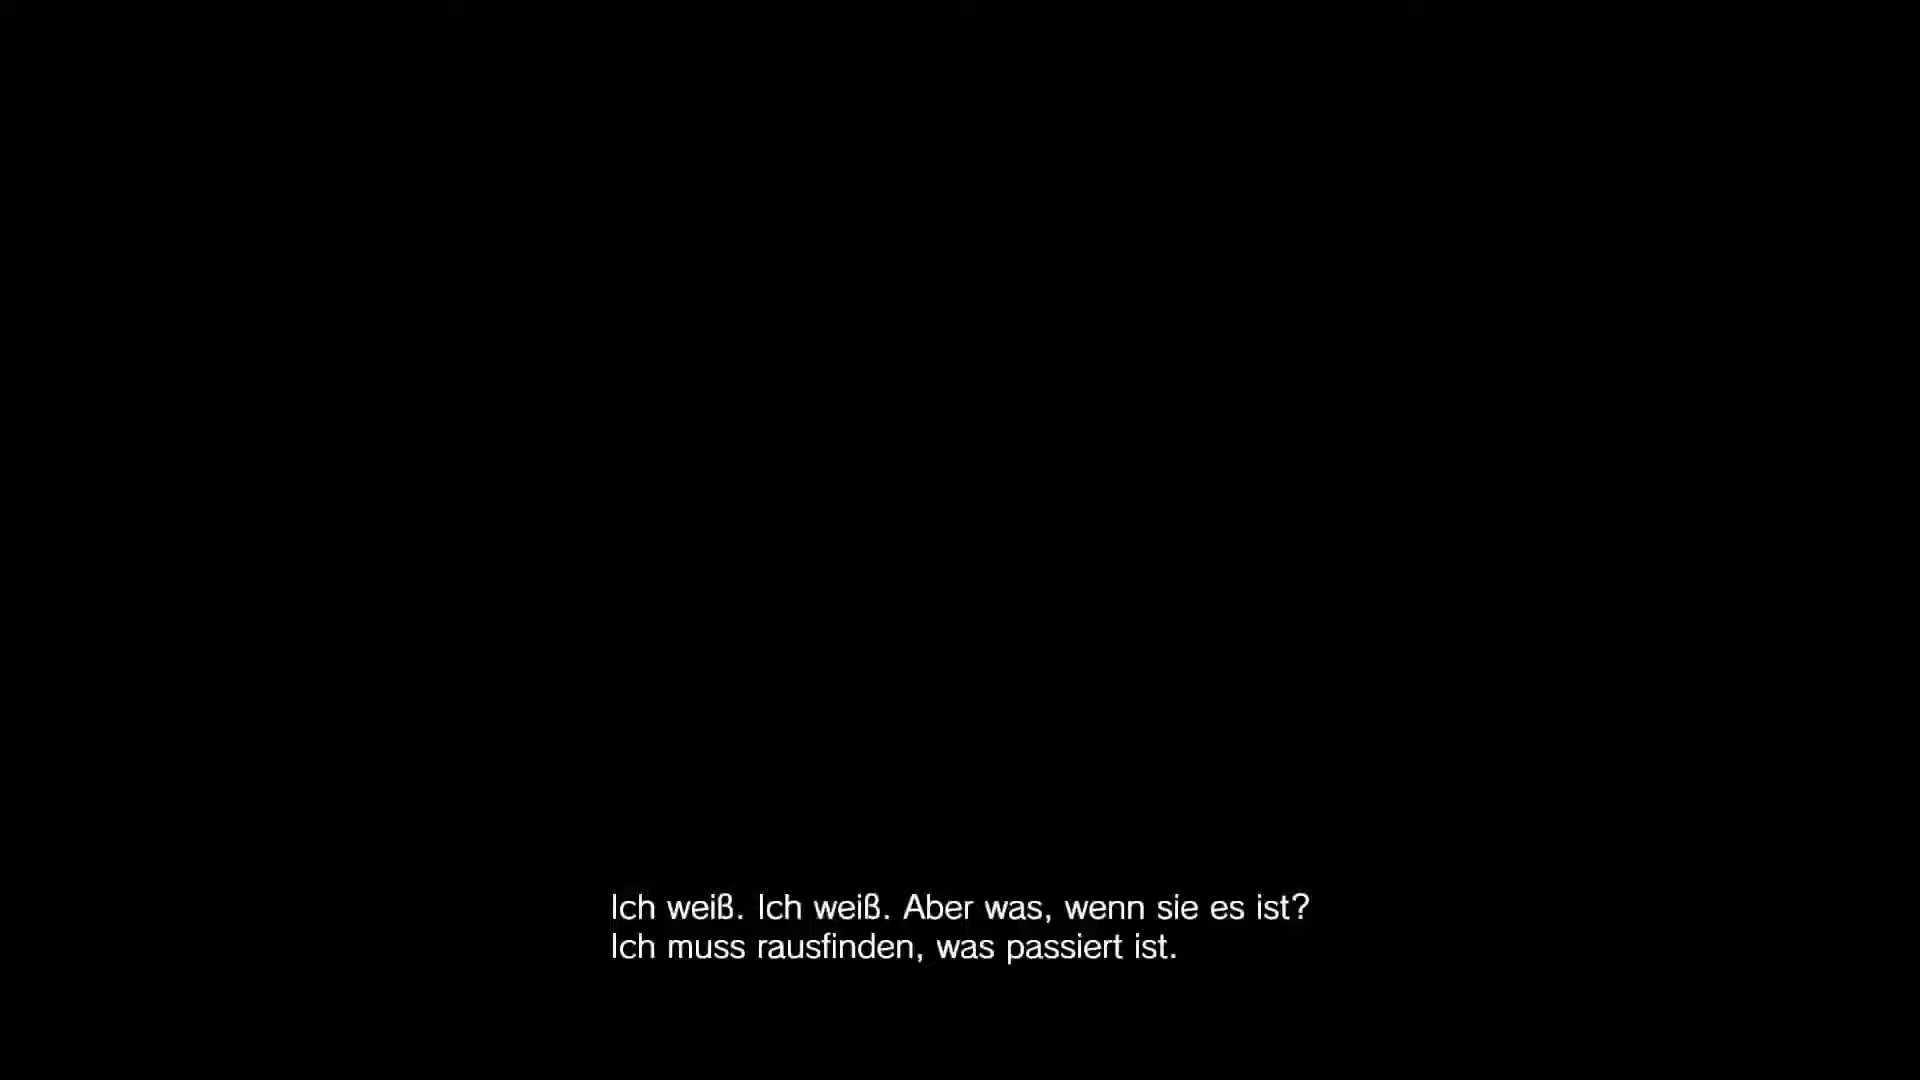 Ich weiß. Ich weiß. Aber was, wenn sie es ist?
Ich muss rausfinden, was passiert ist.